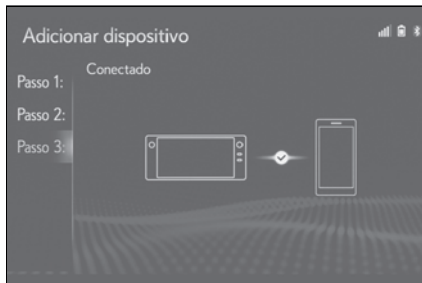 Adicionar dispositivo
Conectado
Passo 1:
Passo 2:
Passo 3: